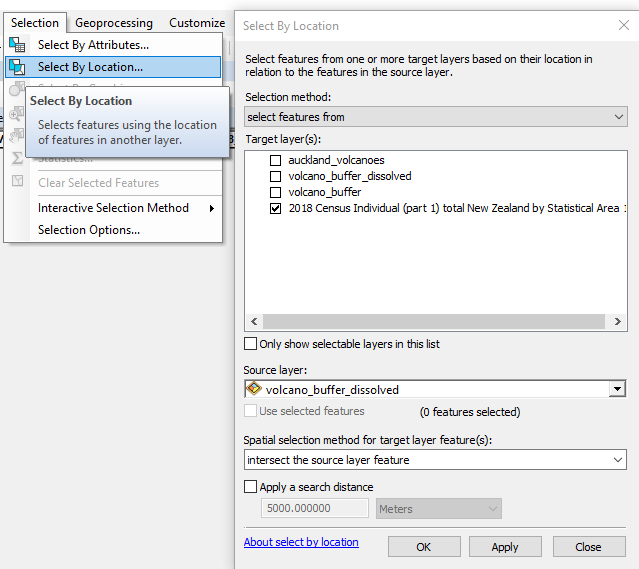 Selection Geoprocessing Customize
Select By Attributes...
Select By Location...
Select By Location
Selects features using the location
of features in another layer.
Statistics...
Clear Selected Features
Interactive Selection Method
Selection Options...
Select By Location
Select features from one or more target layers based on their location in
relation to the features in the source layer.
Selection method:
select features from
Target layer(s):
auckland_volcanoes
volcano_buffer_dissolved
volcano_buffer
2018 Census Individual (part 1) total New Zealand by Statistical Area
Only show selectable layers in this list
Source layer:
volcano_buffer_dissolved
Use selected features (0 features selected)
Spatial selection method for target layer feature(s):
intersect the source layer feature
Apply a search distance
5000.000000 Meters
About select by location OK Apply Close